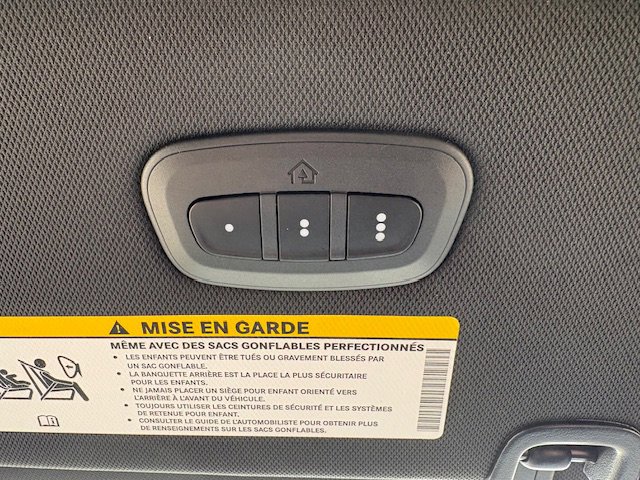 MISE EN GARDE
MÊME AVEC DES SACS GONFLABLES PERFECTIONNÉS
• LES ENFANTS PEUVENT ÊTRE TUÉS OU GRAVEMENT BLESSÉS PAR
UN SAC GONFLABLE.
• LA BANQUETTE ARRIÈRE EST LA PLACE LA PLUS SÉCURITAIRE
POUR LES ENFANTS.
• NE JAMAIS PLACER UN SIÈGE POUR ENFANT ORIENTÉ VERS
L'ARRIÈRE À L'AVANT DU VÉHICULE.
• TOUJOURS UTILISER LES CEINTURES DE SÉCURITÉ ET LES SYSTÈMES
DE RETENUE POUR ENFANT.
• CONSULTER LE GUIDE DE L'AUTOMOBILISTE POUR OBTENIR PLUS
DE RENSEIGNEMENTS SUR LES SACS GONFLABLES.